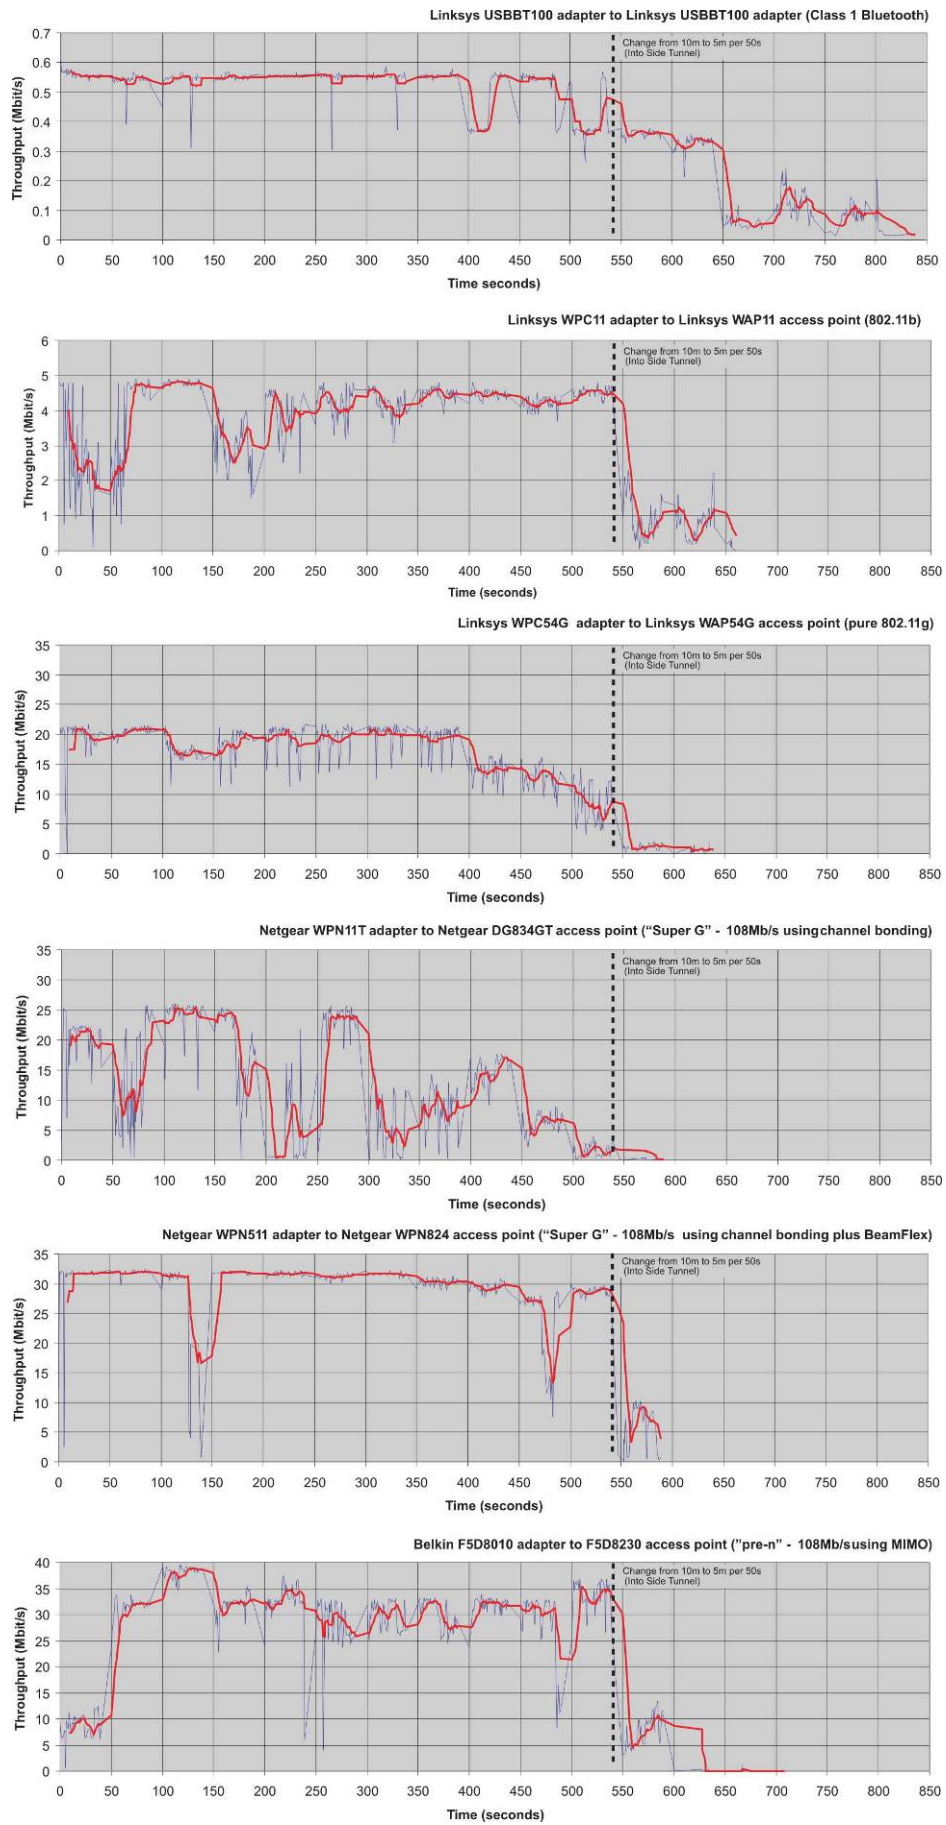 Linksys USBBT100 adapter to Linksys USBBT100 adapter (Class 1 Bluetooth)
Change from 10m to 5m per 50s
(Into Side Tunnel)
Throughput (Mbit/s)
0.7
0.6
0.5
0.4
0.3
0.2
0.1
0
0 50 100 150 200 250 300 350 400 450 500 550 600 650 700 750 800 850
Time seconds)
Linksys WPC11 adapter to Linksys WAP11 access point (802.11b)
Change from 10m to 5m per 50s
(Into Side Tunnel)
Throughput (Mbit/s)
6
5
4
3
2
1
0
0 50 100 150 200 250 300 350 400 450 500 550 600 650 700 750 800 850
Time (seconds)
Linksys WPC54G adapter to Linksys WAP54G access point (pure 802.11g)
Change from 10m to 5m per 50s
(Into Side Tunnel)
Throughput (Mbit/s)
35
30
25
20
15
10
5
0
0 50 100 150 200 250 300 350 400 450 500 550 600 650 700 750 800 850
Time (seconds)
Netgear WPN11T adapter to Netgear DG834GT access point (“Super G” - 108Mb/s using channel bonding)
Change from 10m to 5m per 50s
(Into Side Tunnel)
Throughput (Mbit/s)
35
30
25
20
15
10
5
0
0 50 100 150 200 250 300 350 400 450 500 550 600 650 700 750 800 850
Time (seconds)
Netgear WPN511 adapter to Netgear WPN824 access point (“Super G” - 108Mb/s using channel bonding plus BeamFlex)
Change from 10m to 5m per 50s
(Into Side Tunnel)
Throughput (Mbit/s)
35
30
25
20
15
10
5
0
0 50 100 150 200 250 300 350 400 450 500 550 600 650 700 750 800 850
Time (seconds)
Belkin F5D8010 adapter to F5D8230 access point (”pre-n” - 108Mb/s using MIMO)
Change from 10m to 5m per 50s
(Into Side Tunnel)
Throughput (Mbit/s)
40
35
30
25
20
15
10
5
0
0 50 100 150 200 250 300 350 400 450 500 550 600 650 700 750 800 850
Time (seconds)